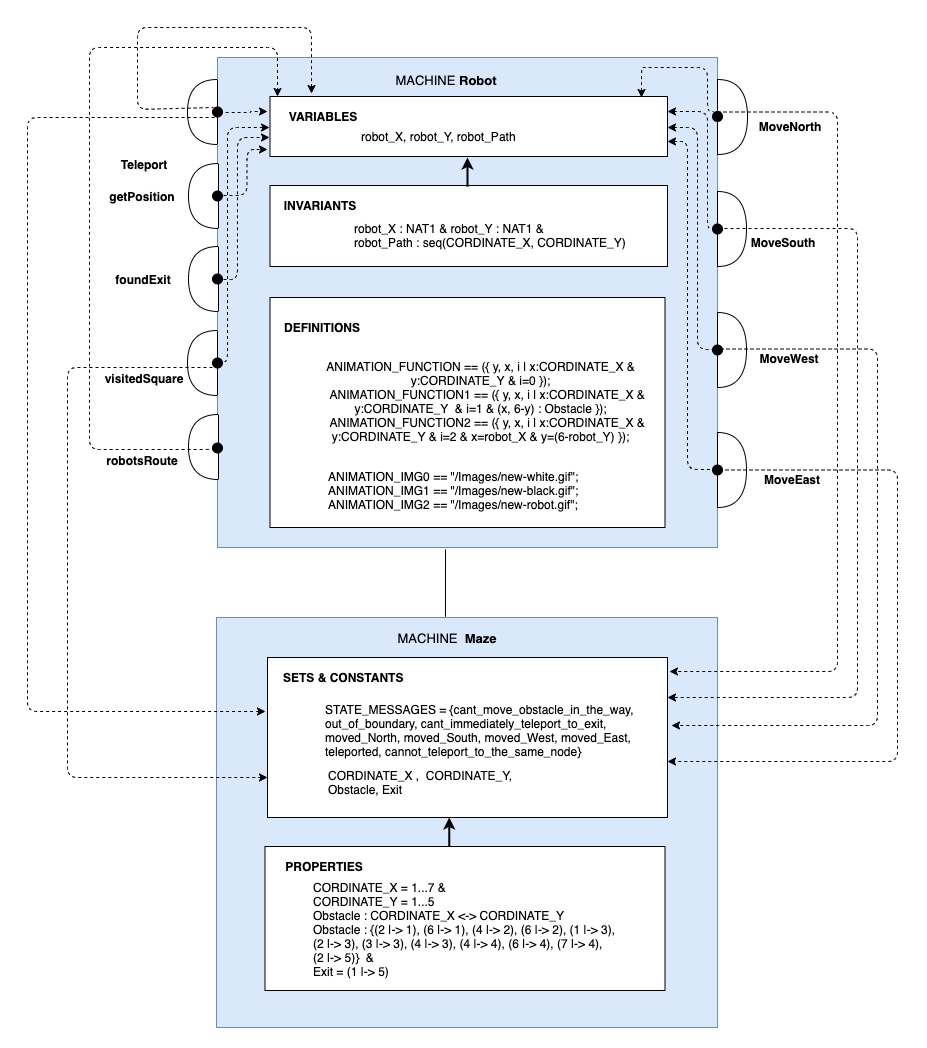 MACHINE Robot
VARIABLES
robot_X, robot_Y, robot_Path
MoveNorth
Teleport
getPosition
INVARIANTS
robot_X : NAT1 & robot_Y : NAT1 &
robot_Path : seq(CORDINATE_X, CORDINATE_Y)
MoveSouth
foundExit
DEFINITIONS
ANIMATION_FUNCTION == ({ y, x, i I x:CORDINATE_X &
y:CORDINATE_Y & i=0 });
ANIMATION_FUNCTION1 == ({ y, x, i I x:CORDINATE_X &
y:CORDINATE_Y & i=1 & (x, 6-y) : Obstacle });
ANIMATION_FUNCTION2 == ({ y, x, i I x:CORDINATE_X &
y:CORDINATE_Y & i=2 & x=robot_X & y=(6-robot_Y) });
MoveWest
visitedSquare
robotsRoute
ANIMATION_IMG0 == "/Images/new-white.gif";
ANIMATION_IMG1 == "/Images/new-black.gif";
ANIMATION_IMG2 == "/Images/new-robot.gif";
MoveEast
MACHINE Maze
SETS & CONSTANTS
STATE_MESSAGES = {cant_move_obstacle_in_the_way,
out_of_boundary, cant_immediately_teleport_to_exit,
moved_North, moved_South, moved_West, moved_East,
teleported, cannot_teleport_to_the_same_node}
CORDINATE_X , CORDINATE_Y,
Obstacle, Exit
PROPERTIES
CORDINATE_X = 1...7 &
CORDINATE_Y = 1...5
Obstacle : CORDINATE_X <-> CORDINATE_Y
Obstacle : {(2 I-> 1), (6 I-> 1), (4 I-> 2), (6 I-> 2), (1 I-> 3),
(2 I-> 3), (3 I-> 3), (4 I-> 3), (4 I-> 4), (6 I-> 4), (7 I-> 4),
(2 I-> 5)} &
Exit = (1 I-> 5)